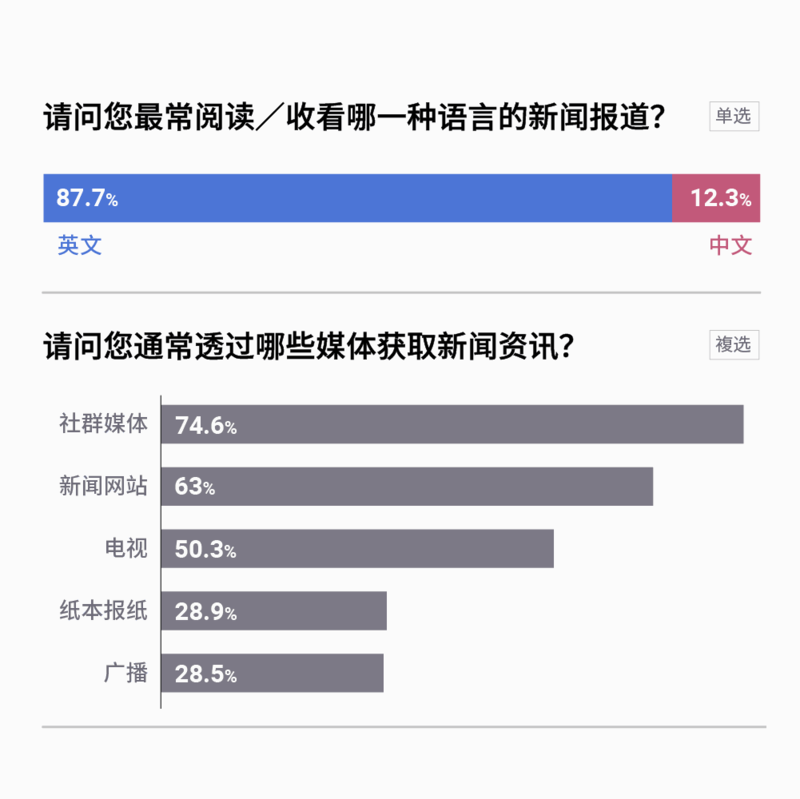 请问您最常阅读／收看哪一种语言的新闻报道？ 单选
87.7% 12.3%
英文 中文
请问您通常透过哪些媒体获取新闻资讯？ 複选
社群媒体 74.6%
新闻网站 63%
电视 50.3%
纸本报纸 28.9%
广播 28.5%